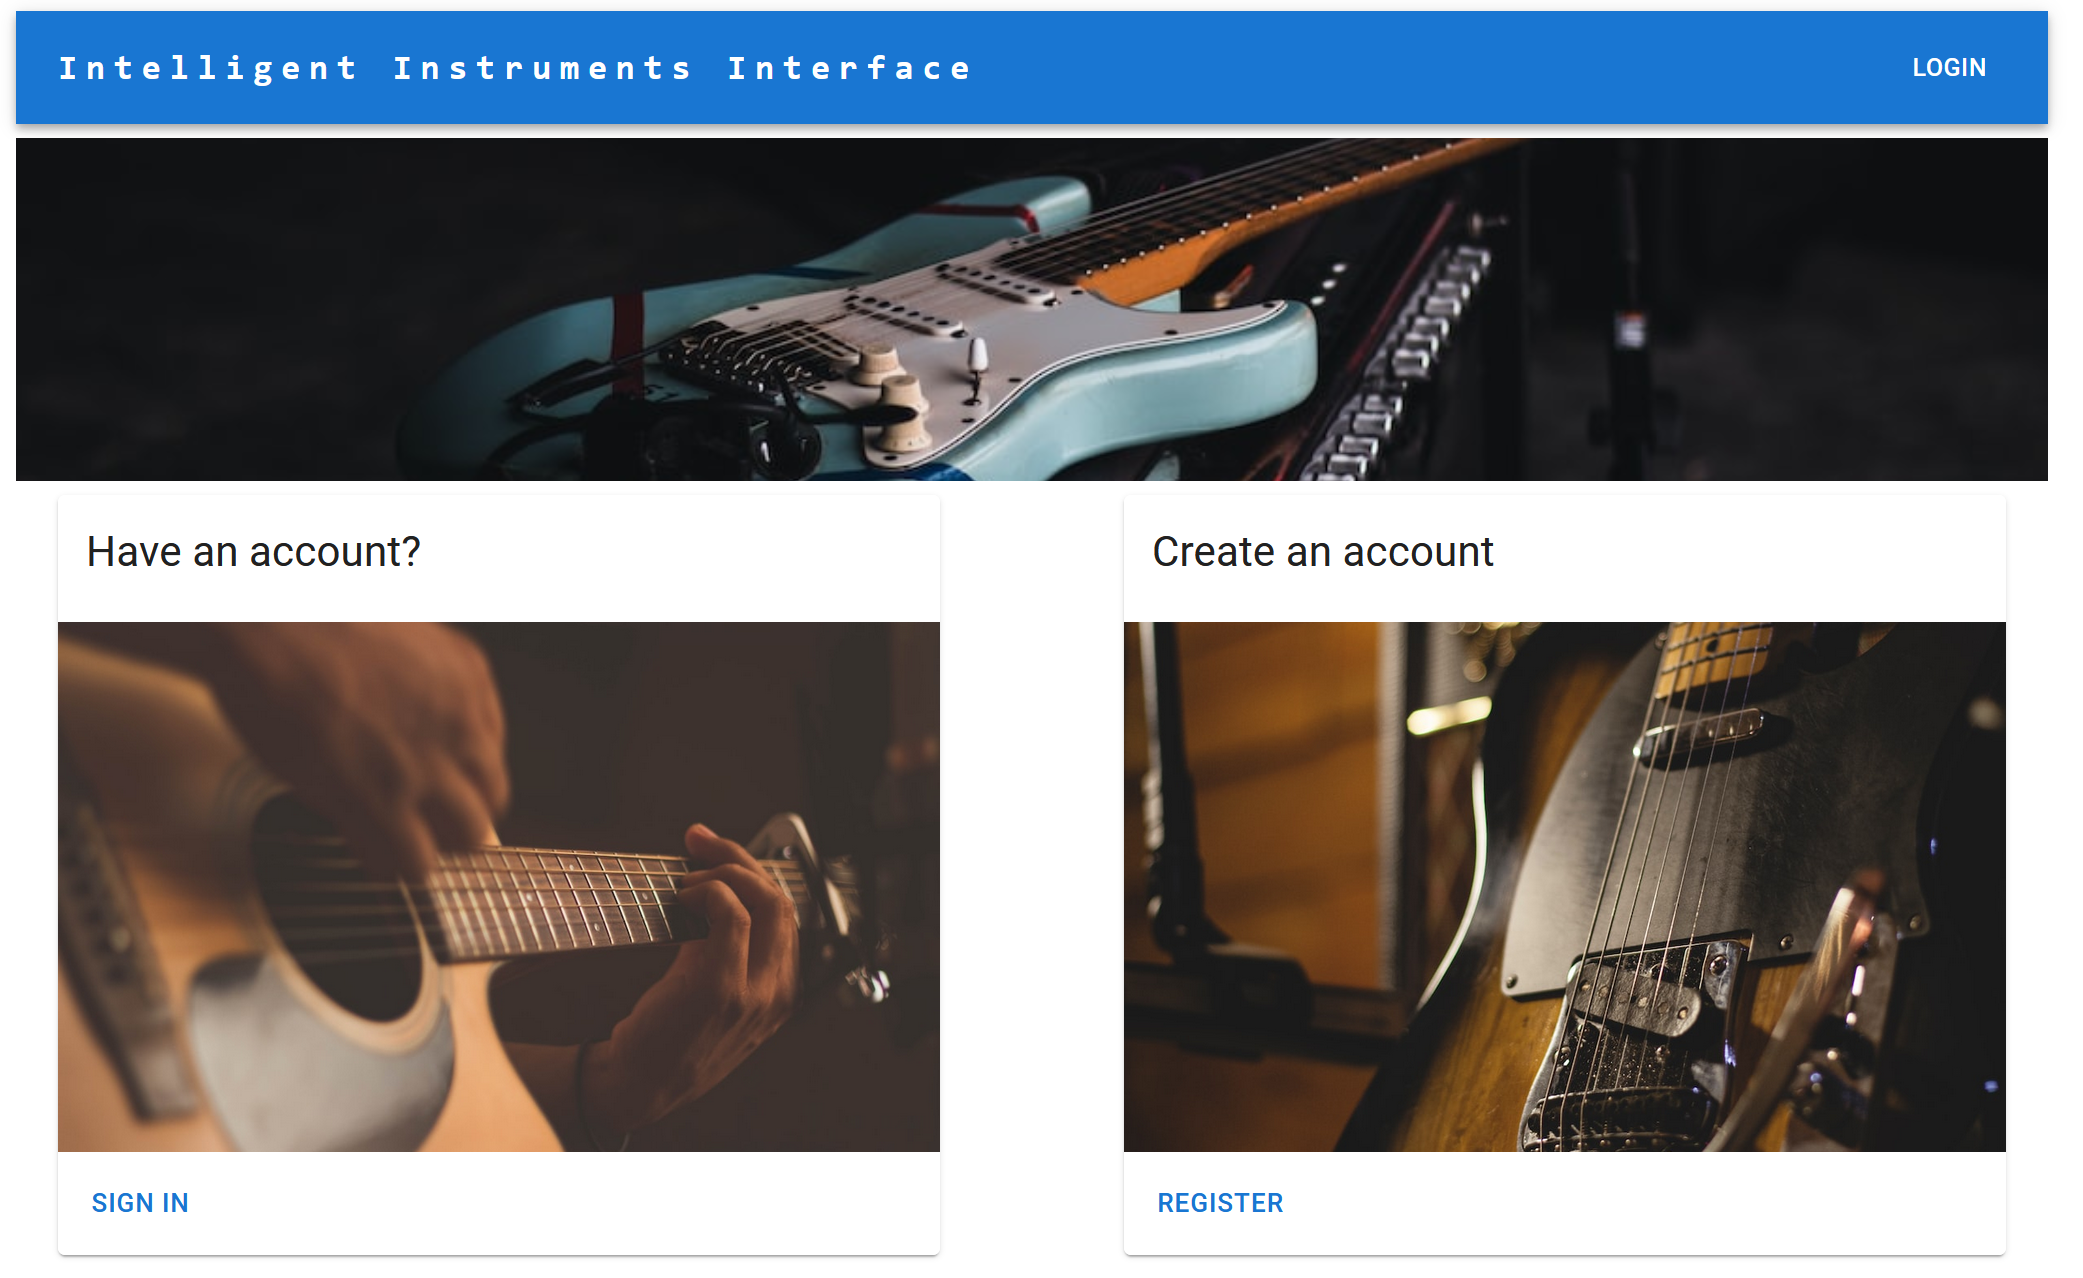 Intelligent Instruments Interface
LOGIN
Have an account?
Create an account
SIGN IN
REGISTER